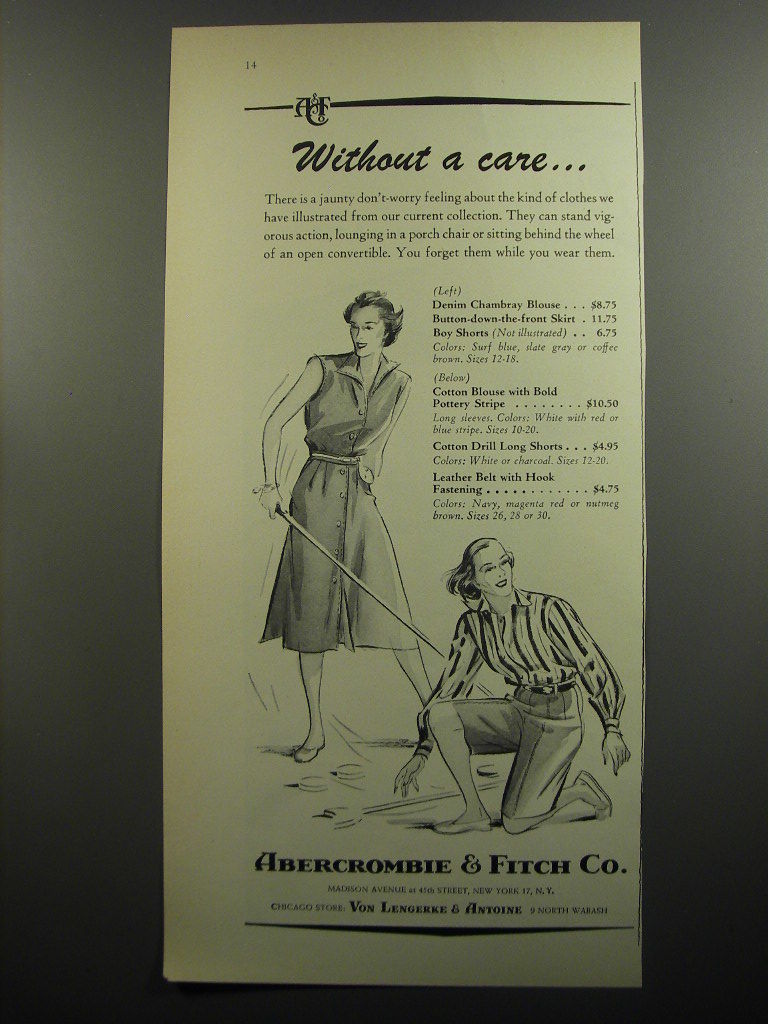 14
A&F Co
Without a care...
There is a jaunty don't-worry feeling about the kind of clothes we
have illustrated from our current collection. They can stand vig-
orous action, lounging in a porch chair or sitting behind the wheel
of an open convertible. You forget them while you wear them.
(Left)
Denim Chambray Blouse . . . $8.75
Button-down-the-front Skirt . 11.75
Boy Shorts (Not illustrated) . . 6.75
Colors: Surf blue, slate gray or coffee
brown. Sizes 12-18.
(Below)
Cotton Blouse with Bold
Pottery Stripe . . . . . . . . $10.50
Long sleeves. Colors: White with red or
blue stripe. Sizes 10-20.
Cotton Drill Long Shorts . . . $4.95
Colors: White or charcoal. Sizes 12-20.
Leather Belt with Hook
Fastening . . . . . . . . . . . . $4.75
Colors: Navy, magenta red or nutmeg
brown. Sizes 26, 28 or 30.
ABERCROMBIE & FITCH CO.
MADISON AVENUE at 45th STREET, NEW YORK 17, N. Y.
CHICAGO STORE: VON LENGERKE & ANTOINE 9 NORTH WABASH